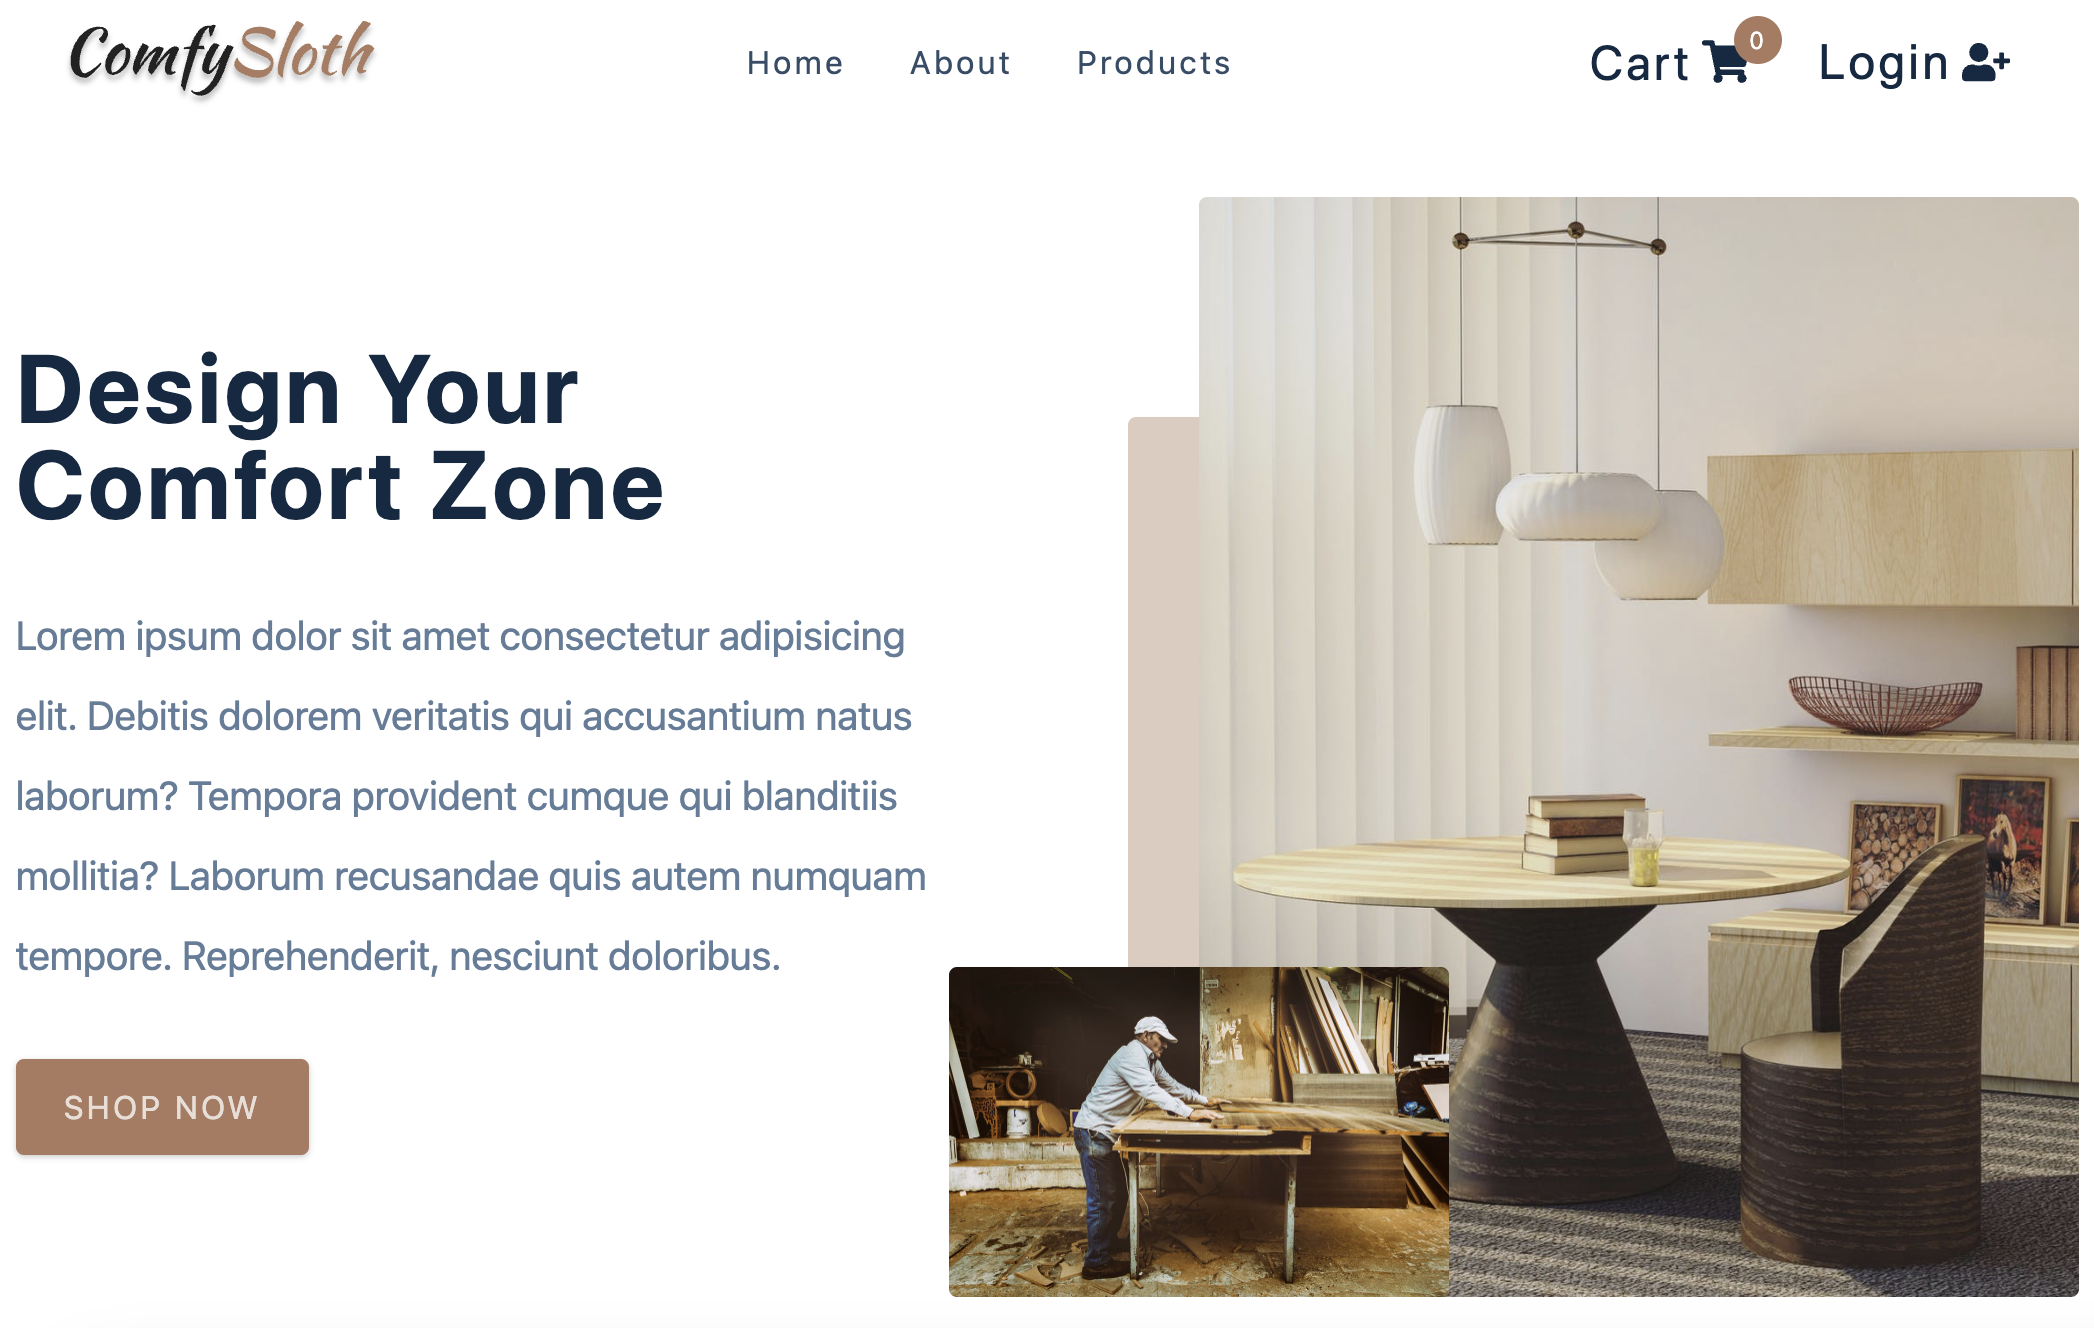 ComfySloth
Home About Products
Cart 0 Login
Design Your
Comfort Zone
Lorem ipsum dolor sit amet consectetur adipisicing
elit. Debitis dolorem veritatis qui accusantium natus
laborum? Tempora provident cumque qui blanditiis
mollitia? Laborum recusandae quis autem numquam
tempore. Reprehenderit, nesciunt doloribus.
SHOP NOW